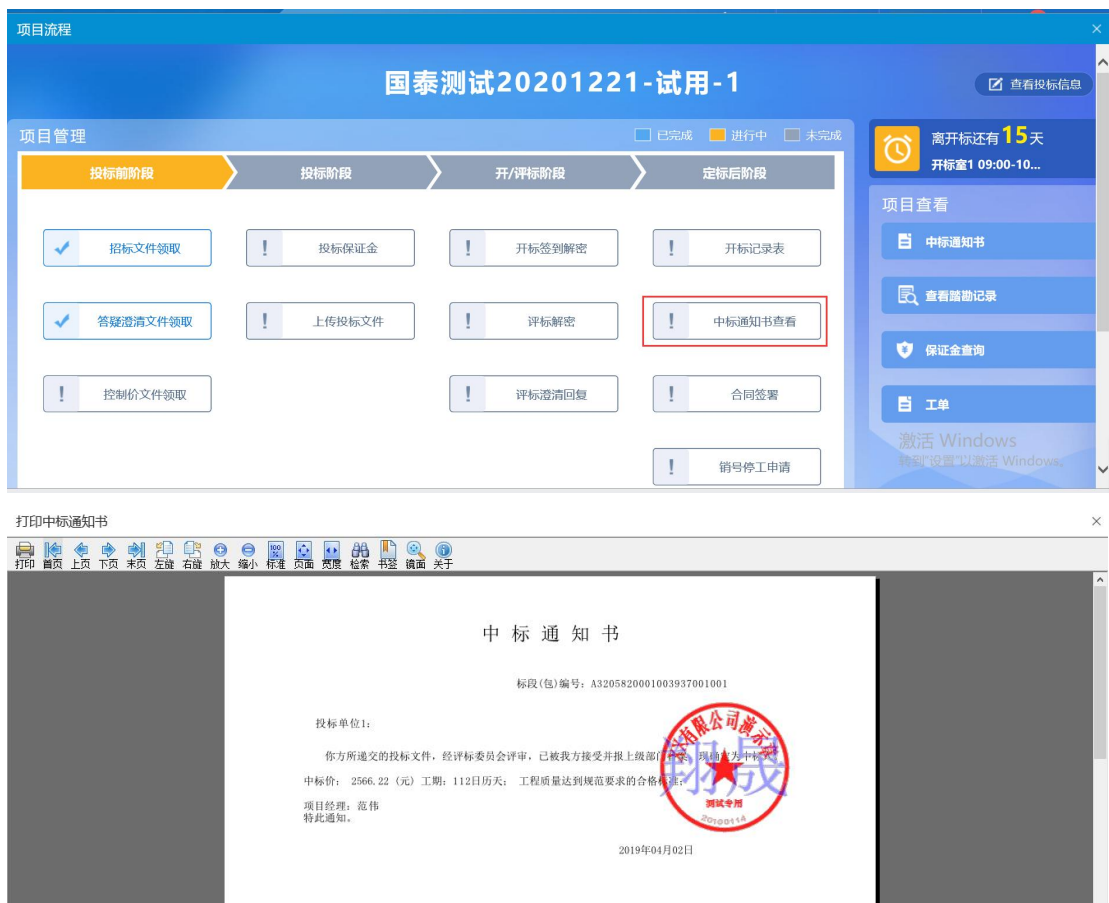 项目流程
国泰测试20201221-试用-1
查看投标信息
项目管理
已完成 进行中 未完成
投标前阶段 投标阶段 开/评标阶段 定标后阶段
招标文件领取 投标保证金 开标签到解密 开标记录表
答疑澄清文件领取 上传投标文件 评标解密 中标通知书查看
控制价文件领取 评标澄清回复 合同签署
销号停工申请
离开标还有15天
开标室1 09:00-10...
项目查看
中标通知书
查看踏勘记录
保证金查询
工单
激活 Windows
转到"设置"以激活 Windows。
打印中标通知书
打印 首页 上页 下页 末页 左旋 右旋 放大 缩小 标准 页面 宽度 检索 书签 镜面 关于
100%
中标通知书
标段(包)编号：A3205820001003937001001
投标单位1：
你方所递交的投标文件，经评标委员会评审，已被我方接受并报上级部门
中标价： 2566.22 (元) 工期：112日历天； 工程质量达到规范要求的合格标准；
项目经理：范伟
特此通知。
有限公司演示章
翔晟
测试专用
20100114
2019年04月02日